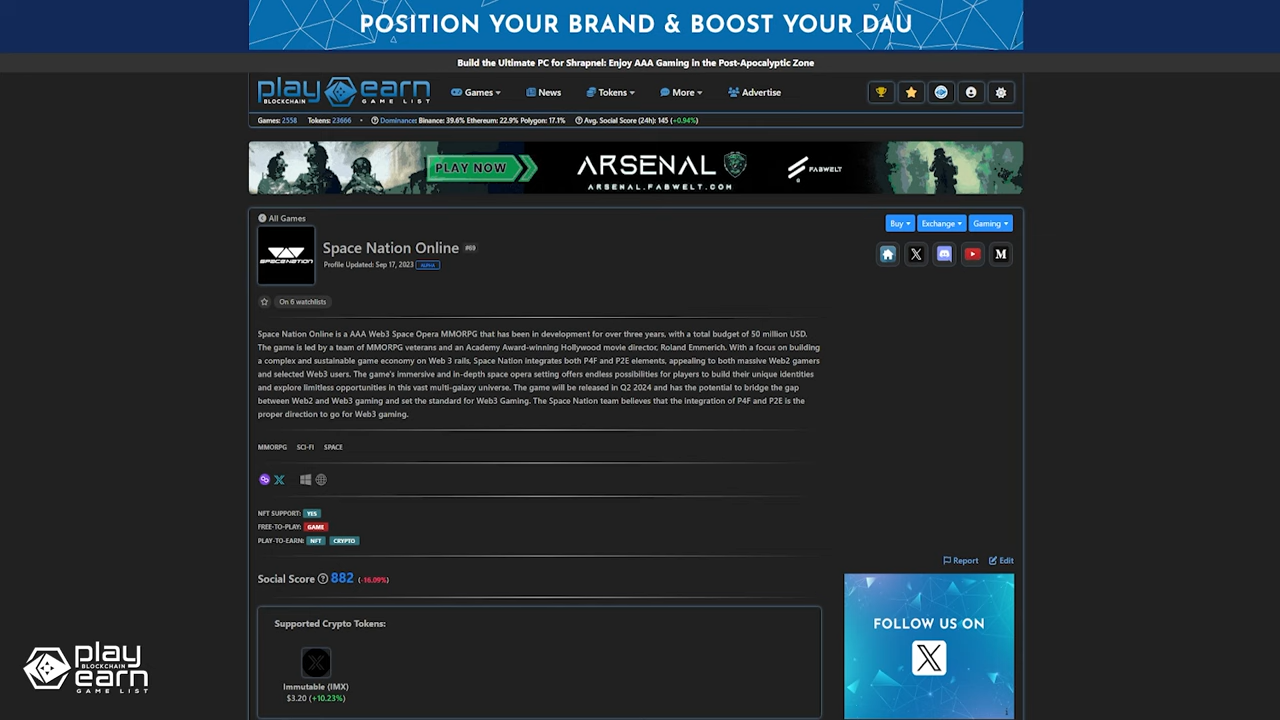 POSITION YOUR BRAND & BOOST YOUR DAU
Build the Ultimate PC for Shrapnel: Enjoy AAA Gaming in the Post-Apocalyptic Zone
play earn
BLOCKCHAIN GAME LIST
Games News Tokens More Advertise
Games: 2558 Tokens: 23666 - Dominance: Binance: 39.6% Ethereum: 22.9% Polygon: 17.1% Avg. Social Score (24h): 145 (+0.94%)
PLAY NOW
ARSENAL
ARSENAL.FABWELT.COM
FABWELT
All Games
Buy Exchange Gaming
SPACENATION
Space Nation Online #69
Profile Updated: Sep 17, 2023 ALPHA
On 6 watchlists
Space Nation Online is a AAA Web3 Space Opera MMORPG that has been in development for over three years, with a total budget of 50 million USD.
The game is led by a team of MMORPG veterans and an Academy Award-winning Hollywood movie director, Roland Emmerich. With a focus on building
a complex and sustainable game economy on Web 3 rails, Space Nation integrates both P4F and P2E elements, appealing to both massive Web2 gamers
and selected Web3 users. The game's immersive and in-depth space opera setting offers endless possibilities for players to build their unique identities
and explore limitless opportunities in this vast multi-galaxy universe. The game will be released in Q2 2024 and has the potential to bridge the gap
between Web2 and Web3 gaming and set the standard for Web3 Gaming. The Space Nation team believes that the integration of P4F and P2E is the
proper direction to go for Web3 gaming.
MMORPG SCI-FI SPACE
NFT SUPPORT: YES
FREE-TO-PLAY: GAME
PLAY-TO-EARN: NFT CRYPTO
Report Edit
Social Score 882 (-16.09%)
Supported Crypto Tokens:
Immutable (IMX)
$3.20 (+10.23%)
FOLLOW US ON
X
play earn
BLOCKCHAIN
GAME LIST